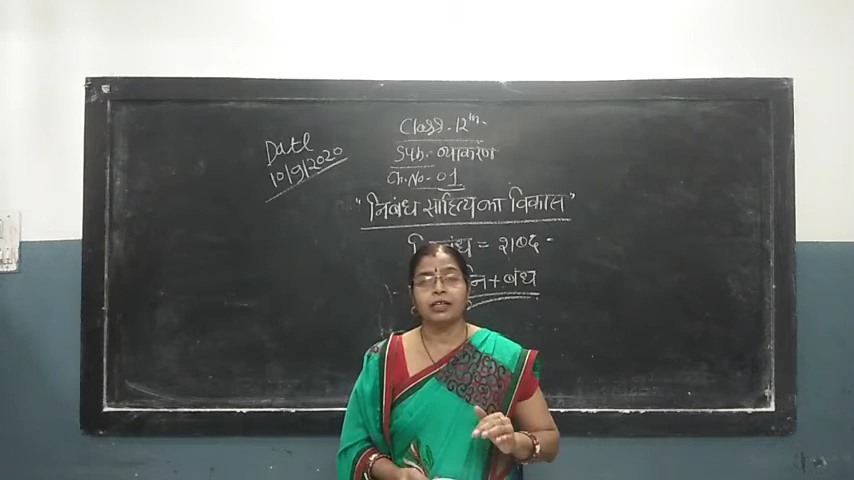 Date
10/9/2020
Class - 12th -
Sub. - व्याकरण
Ch. No - 01
"निबंध साहित्य का विकास"
= शब्द -
नि + बंध